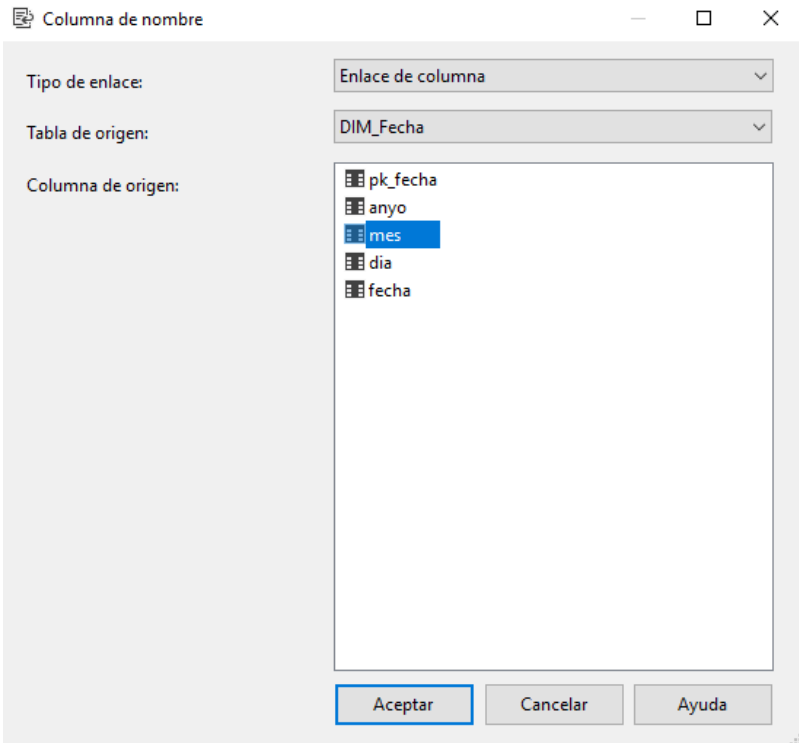 Columna de nombre
Tipo de enlace: Enlace de columna
Tabla de origen: DIM_Fecha
Columna de origen: pk_fecha
anyo
mes
dia
fecha
Aceptar Cancelar Ayuda